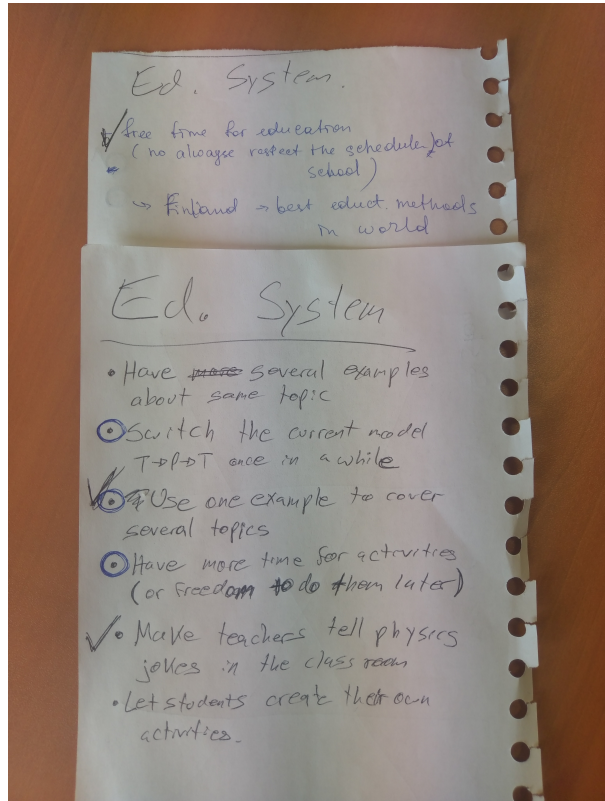 Ed. System.
free time for education
(no alwayse respect the schedule of
school)
↳ Finland → best educt. methods
in world
Ed. System
• Have more several examples
about same topic
• Switch the current model
T→P→T once in a while
• Use one example to cover
several topics
• Have more time for activities
(or freedom to do them later)
• Make teachers tell physics
jokes in the class room
• Let students create their own
activities.